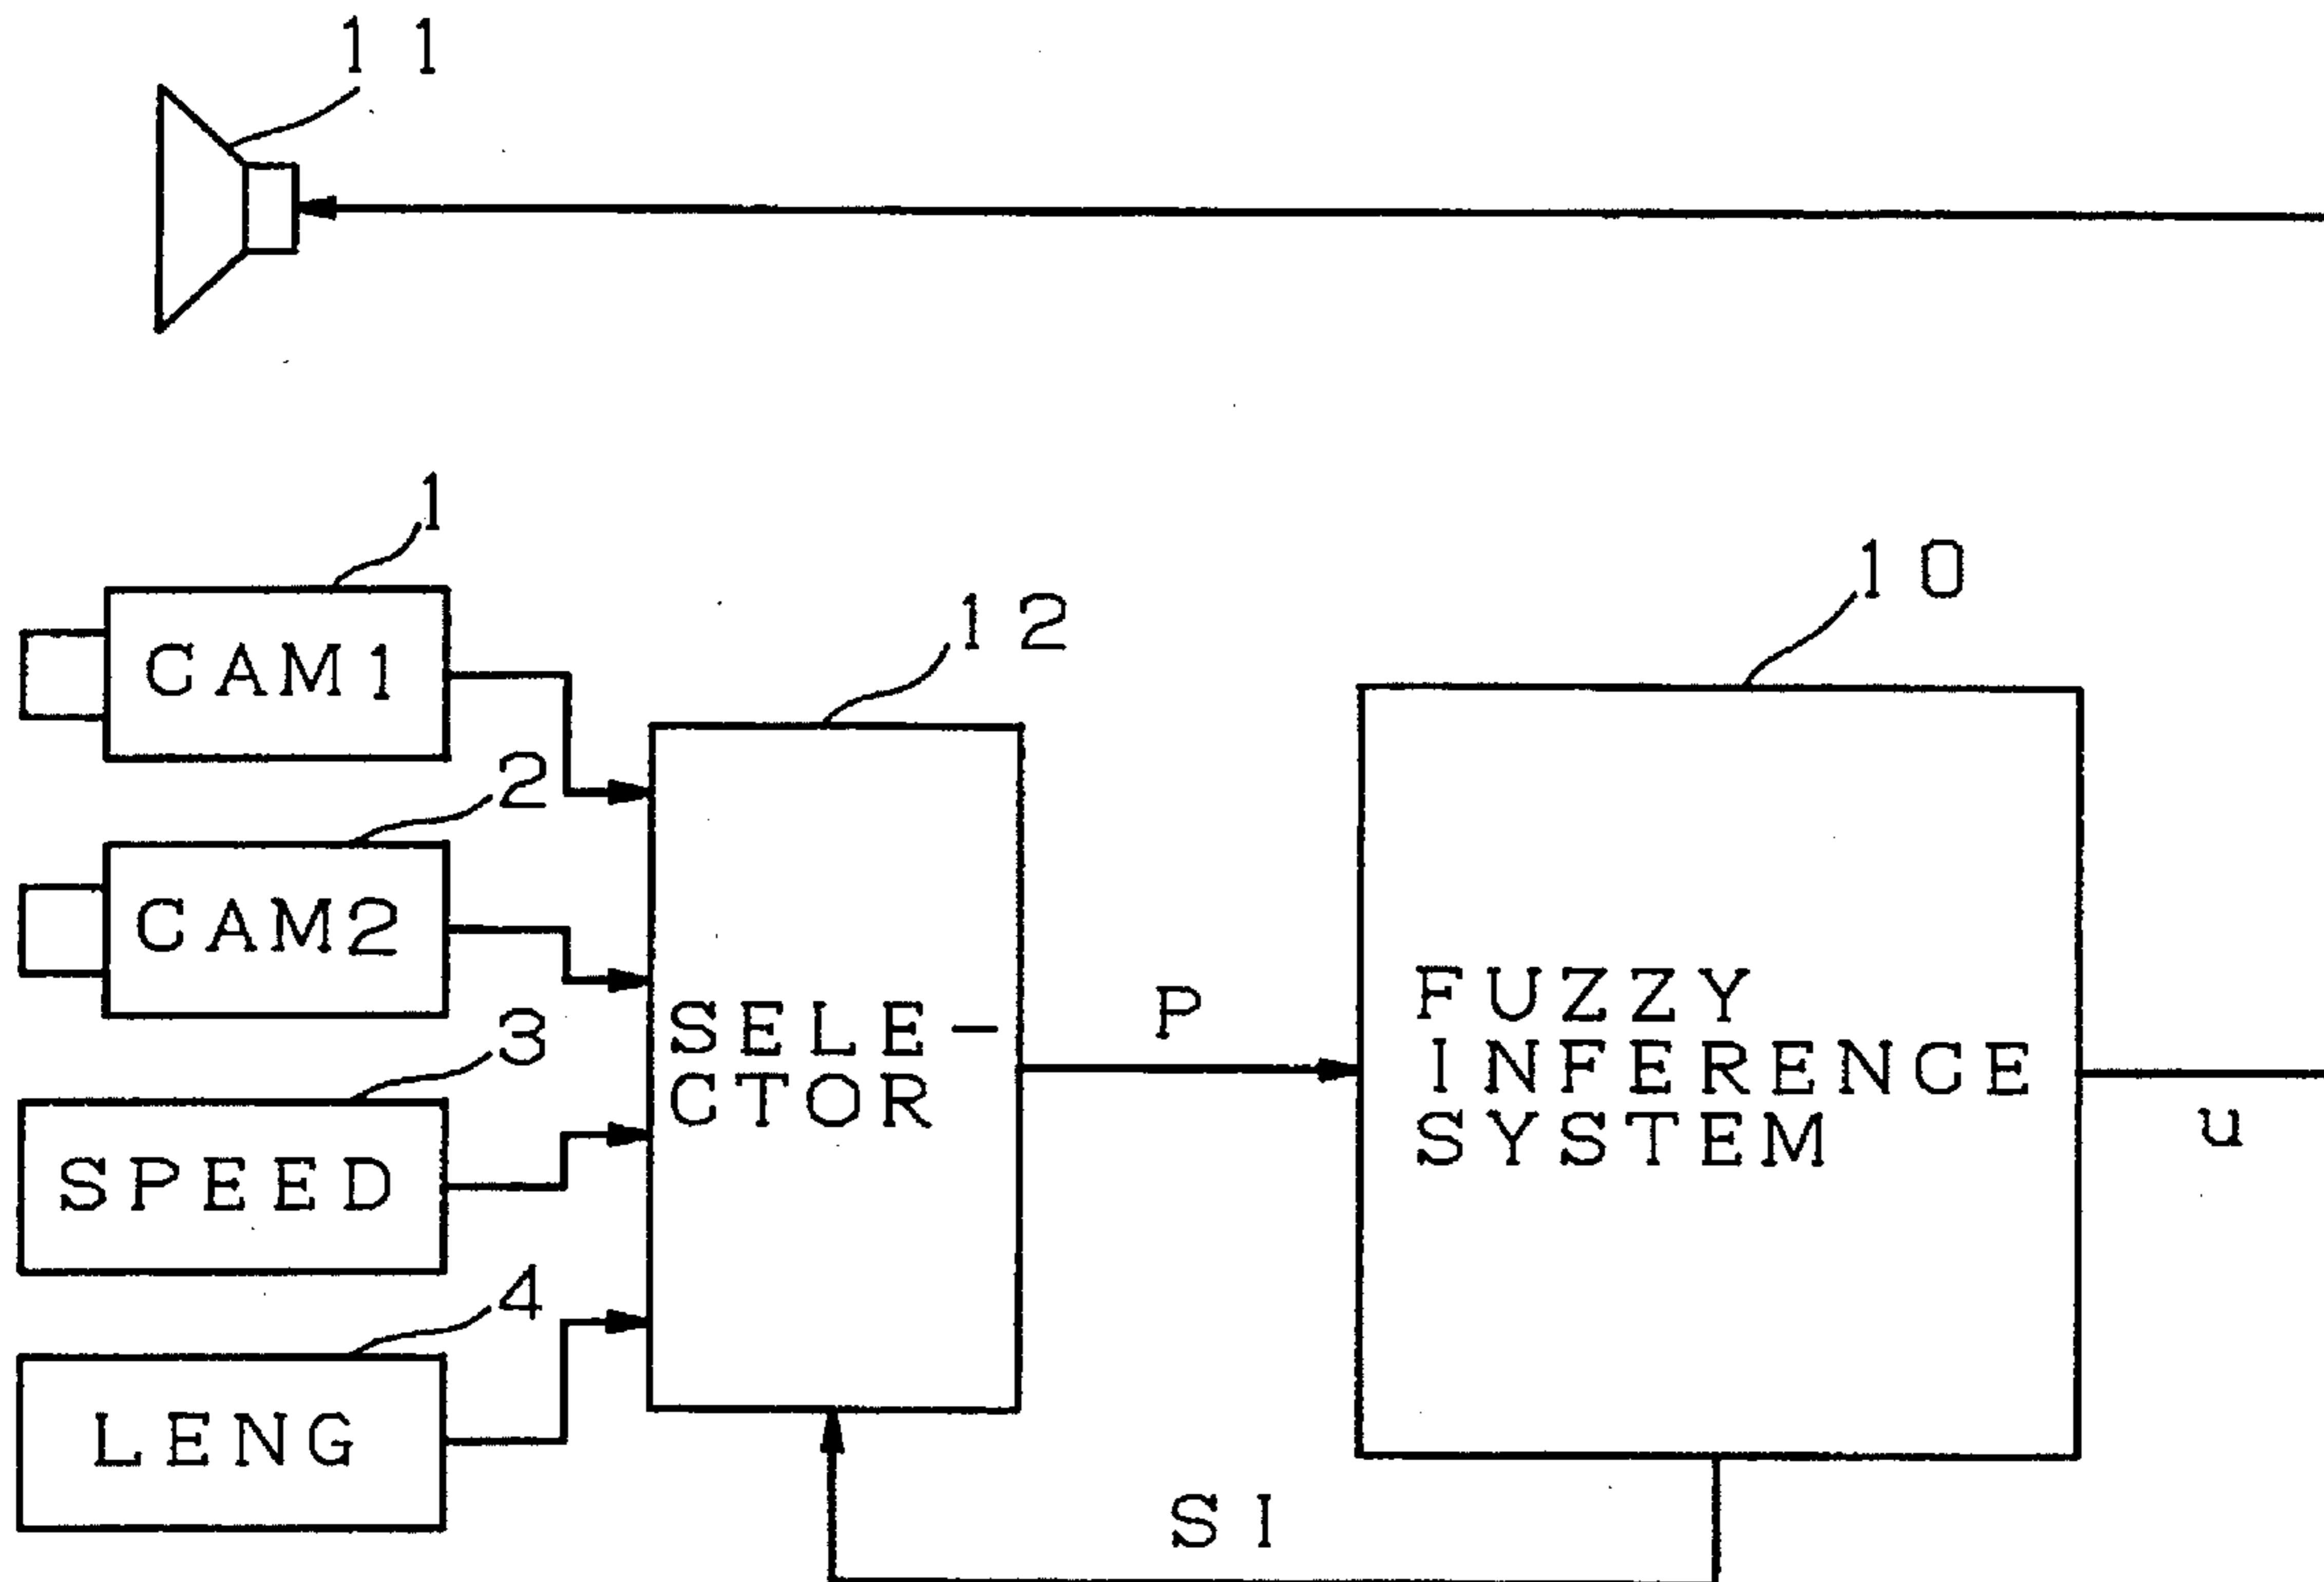 11
1
CAM1
2
CAM2
3
SPEED
4
LENG
12
SELE-
CTOR
P
SI
10
FUZZY
INFERENCE
SYSTEM
u